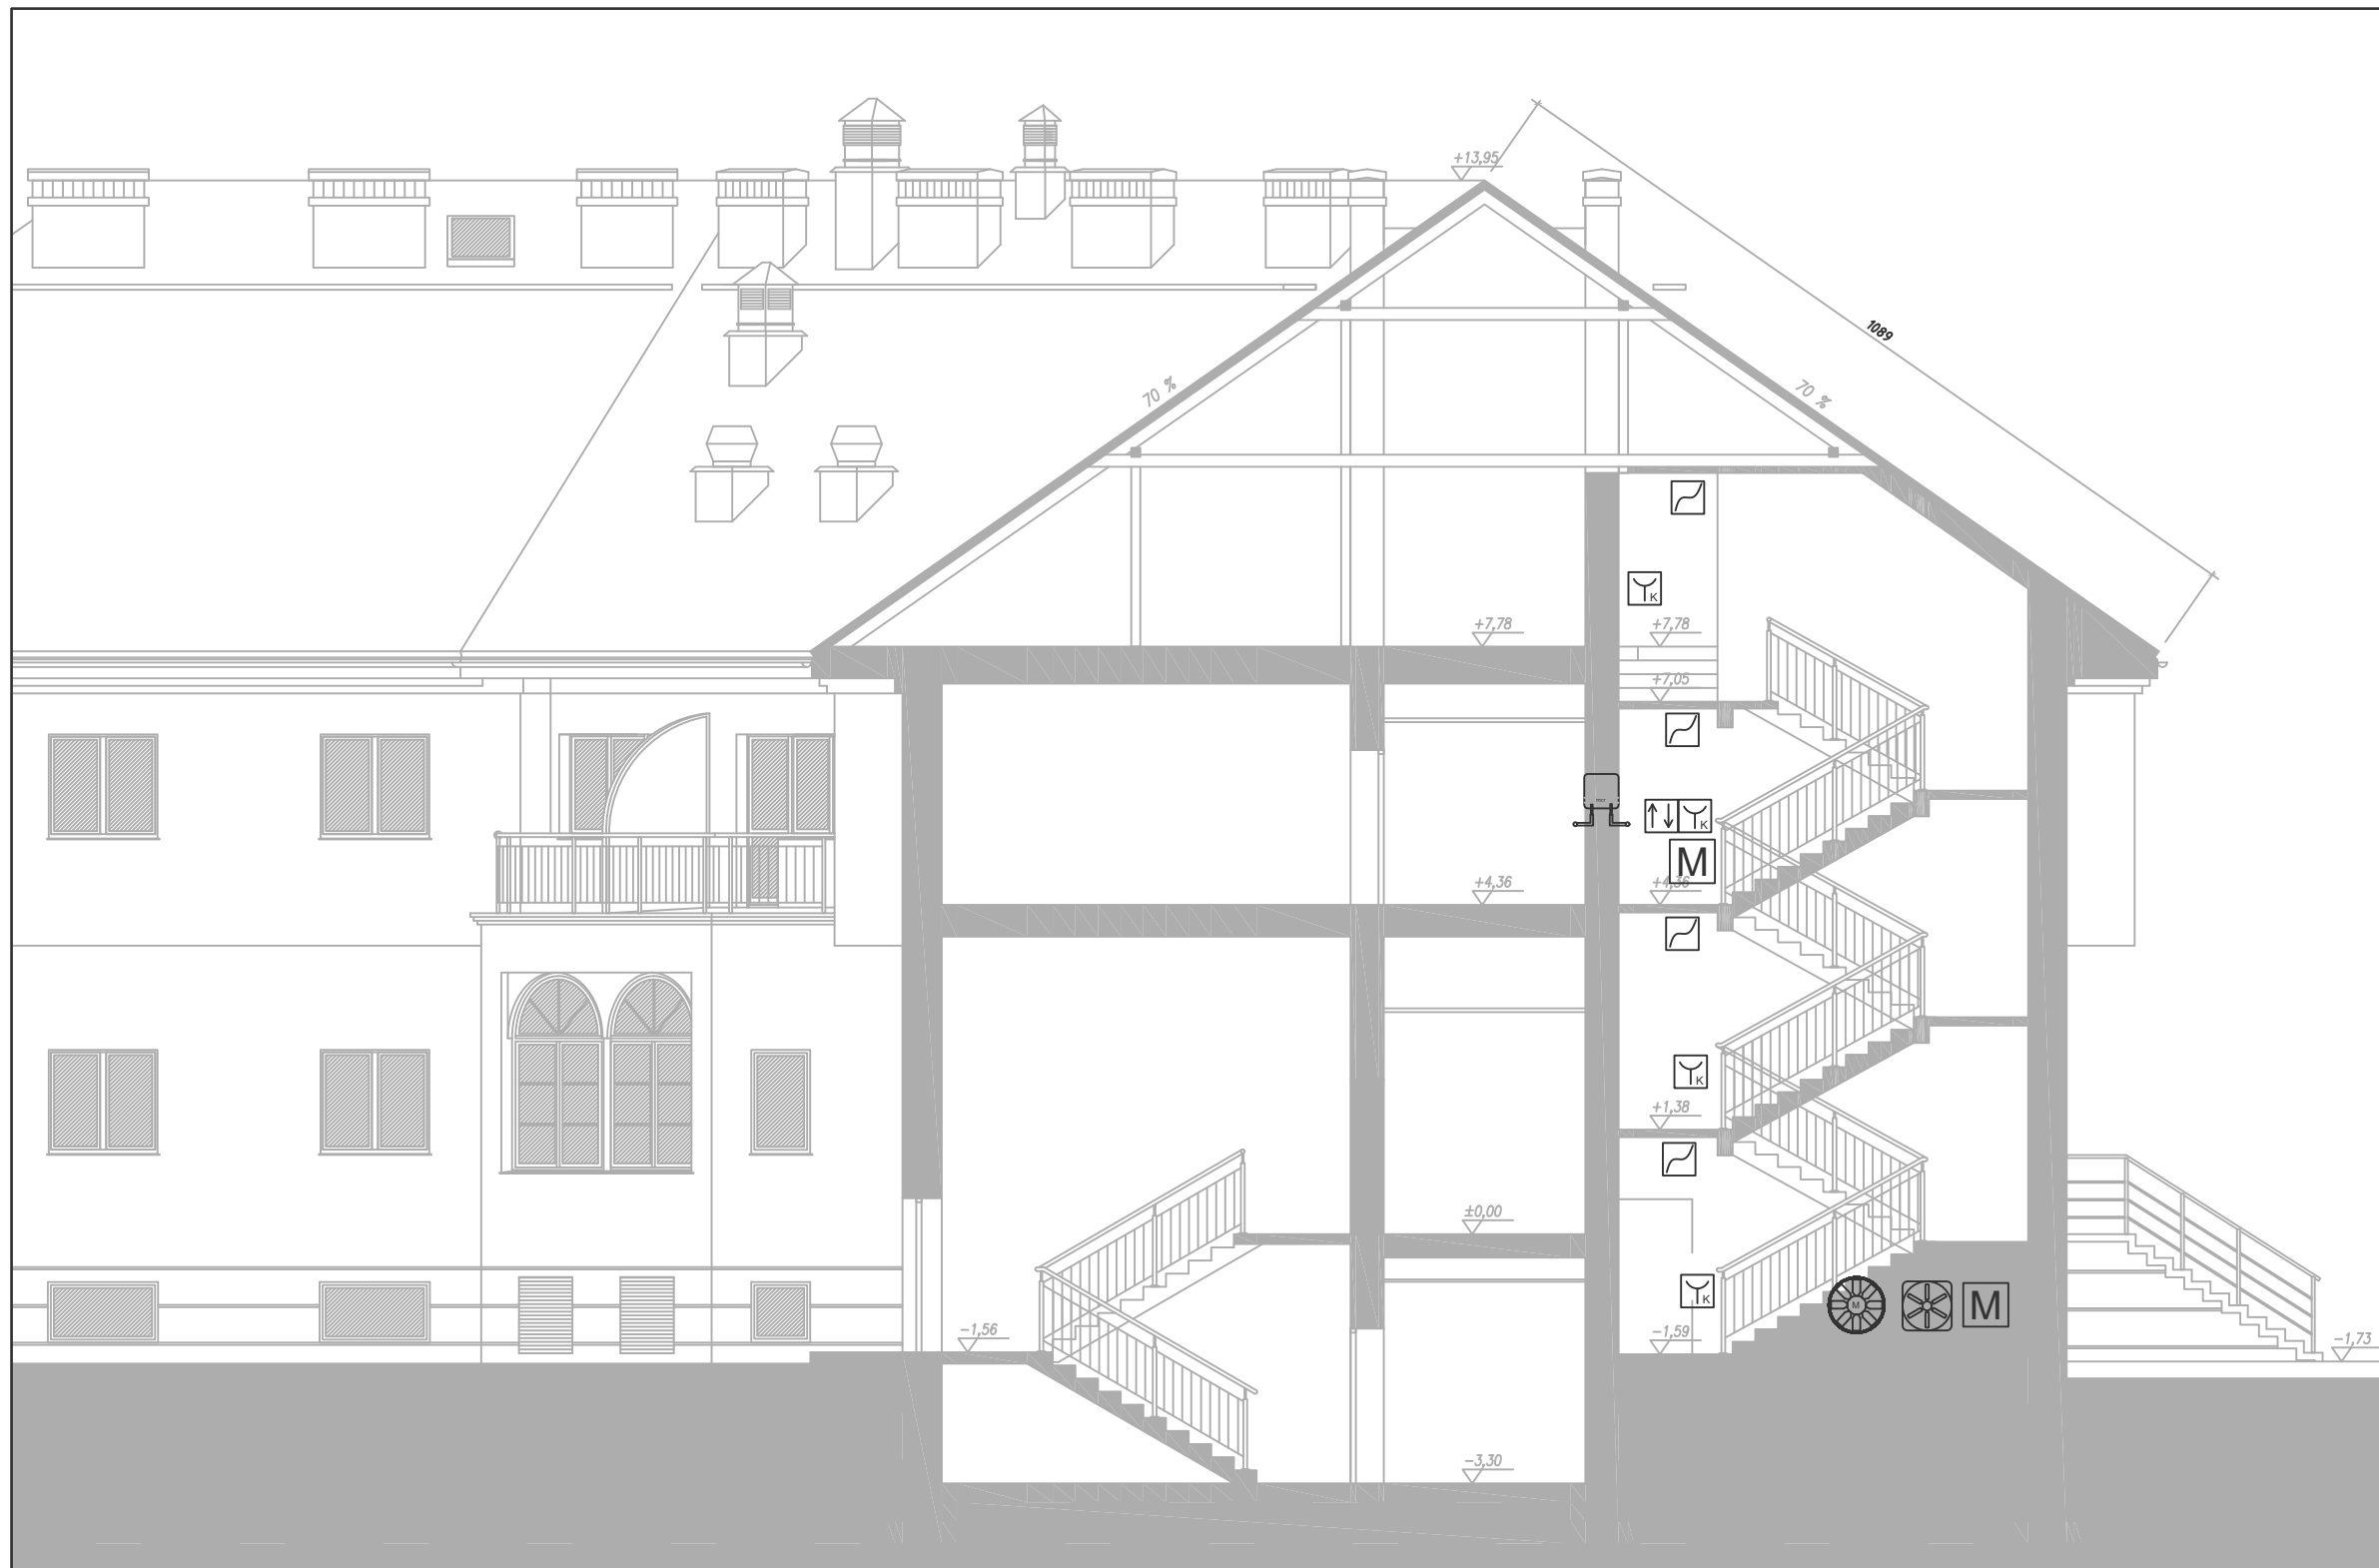 +13,95
1089
70 %
70 %
K
+7,78
+7,78
+7,05
K
M
+4,36
+4,36
K
+1,38
±0,00
K
M
M
-1,56
-1,59
-1,73
-3,30